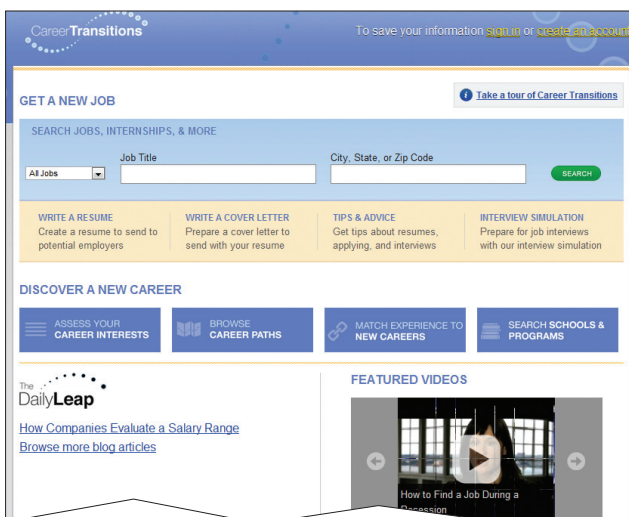 CareerTransitions
To save your information sign in or create an account
GET A NEW JOB
Take a tour of Career Transitions
SEARCH JOBS, INTERNSHIPS, & MORE
Job Title
City, State, or Zip Code
All Jobs
SEARCH
WRITE A RESUME
Create a resume to send to
potential employers
WRITE A COVER LETTER
Prepare a cover letter to
send with your resume
TIPS & ADVICE
Get tips about resumes,
applying, and interviews
INTERVIEW SIMULATION
Prepare for job interviews
with our interview simulation
DISCOVER A NEW CAREER
ASSESS YOUR
CAREER INTERESTS
BROWSE
CAREER PATHS
MATCH EXPERIENCE TO
NEW CAREERS
SEARCH SCHOOLS &
PROGRAMS
The
DailyLeap
How Companies Evaluate a Salary Range
Browse more blog articles
FEATURED VIDEOS
How to Find a Job During a
Recession